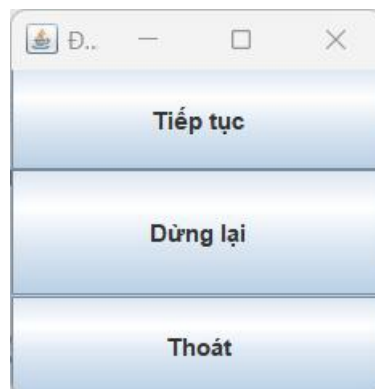 Đ...
Tiếp tục
Dừng lại
Thoát